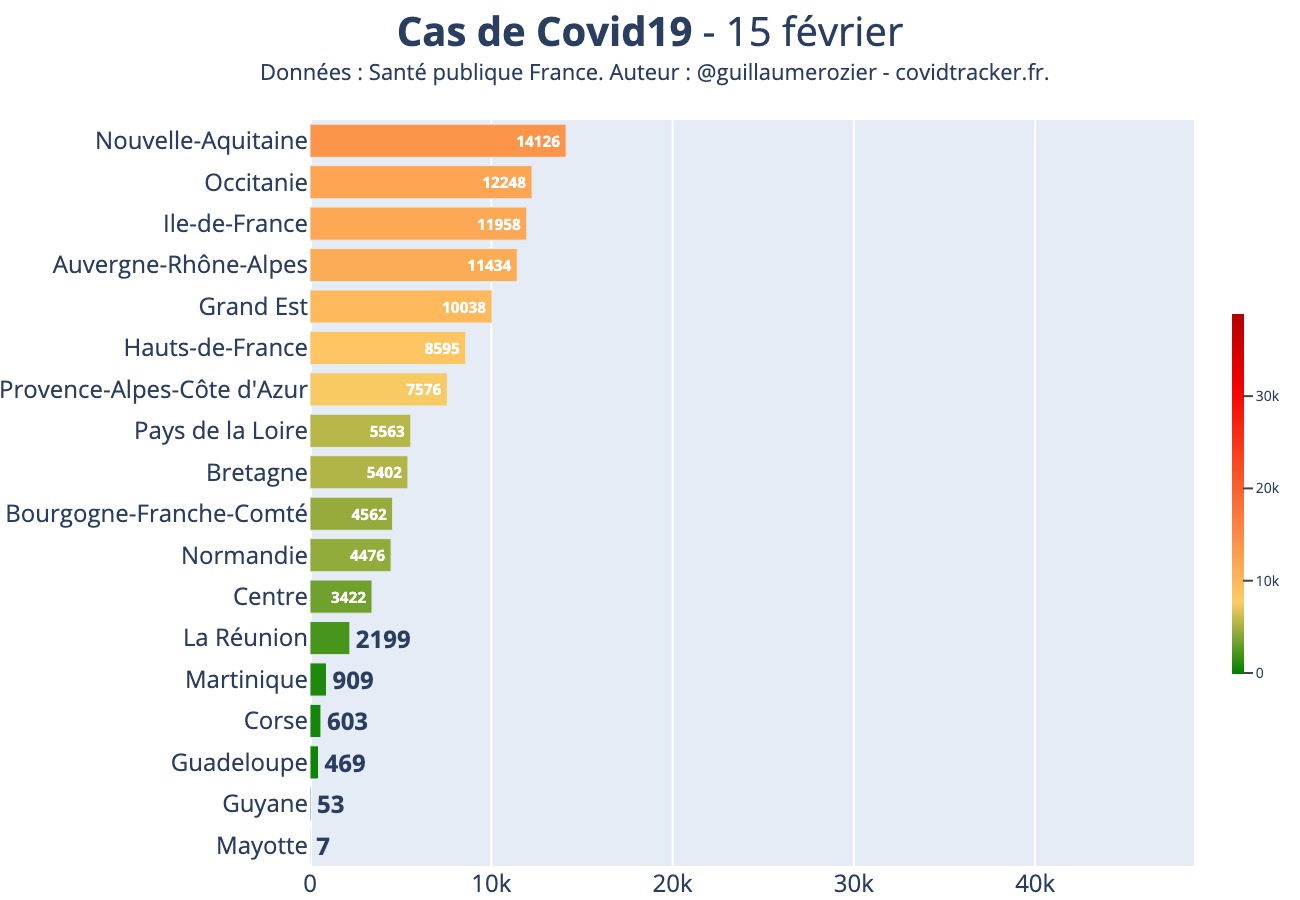 Cas de Covid19 - 15 février
Données : Santé publique France. Auteur : @guillaumerozier - covidtracker.fr.
Nouvelle-Aquitaine 14126
Occitanie 12248
Ile-de-France 11958
Auvergne-Rhône-Alpes 11434
Grand Est 10038
Hauts-de-France 8595
Provence-Alpes-Côte d'Azur 7576
Pays de la Loire 5563
Bretagne 5402
Bourgogne-Franche-Comté 4562
Normandie 4476
Centre 3422
La Réunion 2199
Martinique 909
Corse 603
Guadeloupe 469
Guyane 53
Mayotte 7
0 10k 20k 30k 40k
30k
20k
10k
0